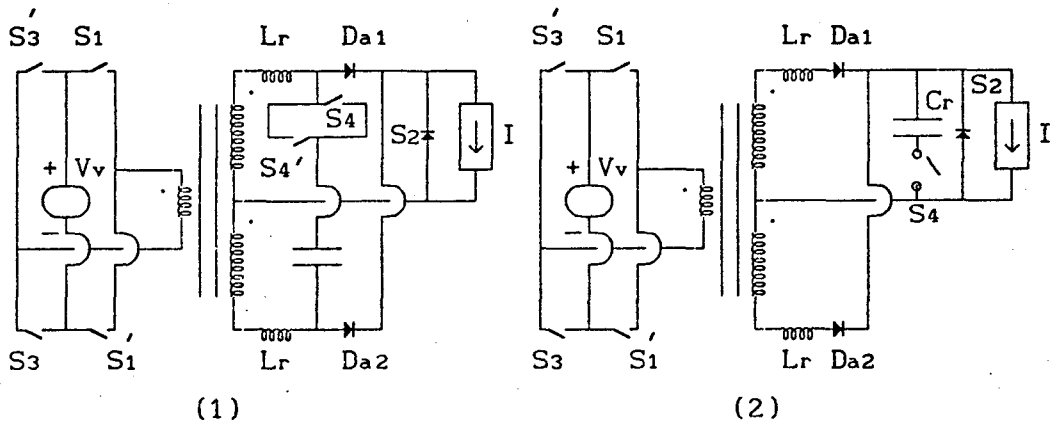 S3' S1 Lr Da1
S4
S4'
S2
I
+ Vv
−
S3 S1' Lr Da2
(1)
S3' S1 Lr Da1
Cr
S2
I
S4
+ Vv
−
S3 S1' Lr Da2
(2)